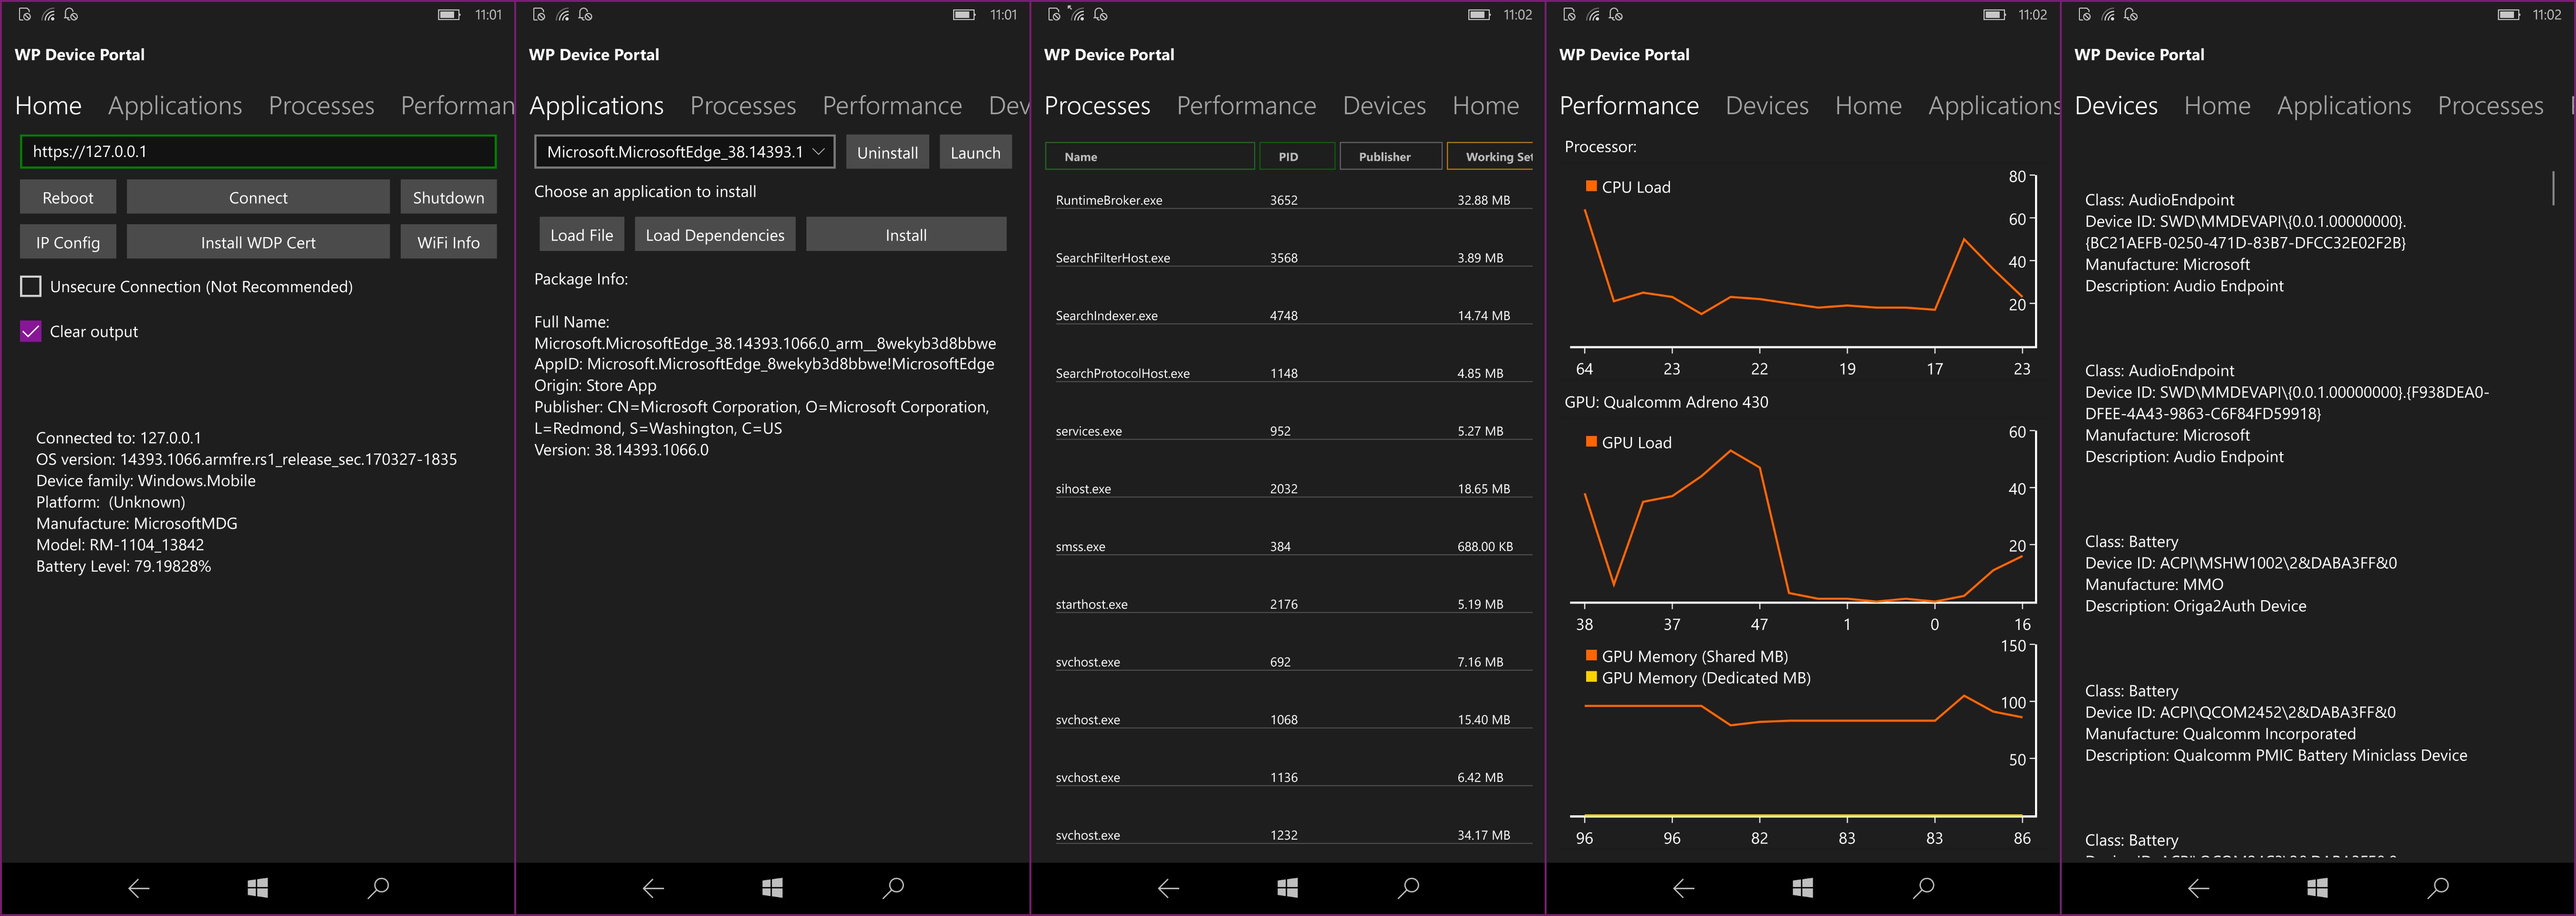 11:01
WP Device Portal
Home Applications Processes Performan
https://127.0.0.1
Reboot Connect Shutdown
IP Config Install WDP Cert WiFi Info
Unsecure Connection (Not Recommended)
Clear output
Connected to: 127.0.0.1
OS version: 14393.1066.armfre.rs1_release_sec.170327-1835
Device family: Windows.Mobile
Platform: (Unknown)
Manufacture: MicrosoftMDG
Model: RM-1104_13842
Battery Level: 79.19828%
11:01
WP Device Portal
Applications Processes Performance Dev
Microsoft.MicrosoftEdge_38.14393.1 Uninstall Launch
Choose an application to install
Load File Load Dependencies Install
Package Info:
Full Name:
Microsoft.MicrosoftEdge_38.14393.1066.0_arm__8wekyb3d8bbwe
AppID: Microsoft.MicrosoftEdge_8wekyb3d8bbwe!MicrosoftEdge
Origin: Store App
Publisher: CN=Microsoft Corporation, O=Microsoft Corporation,
L=Redmond, S=Washington, C=US
Version: 38.14393.1066.0
11:02
WP Device Portal
Processes Performance Devices Home
Name PID Publisher Working Set
RuntimeBroker.exe 3652 32.88 MB
SearchFilterHost.exe 3568 3.89 MB
SearchIndexer.exe 4748 14.74 MB
SearchProtocolHost.exe 1148 4.85 MB
services.exe 952 5.27 MB
sihost.exe 2032 18.65 MB
smss.exe 384 688.00 KB
starthost.exe 2176 5.19 MB
svchost.exe 692 7.16 MB
svchost.exe 1068 15.40 MB
svchost.exe 1136 6.42 MB
svchost.exe 1232 34.17 MB
11:02
WP Device Portal
Performance Devices Home Applications
Processor:
CPU Load
80
60
40
20
64 23 22 19 17 23
GPU: Qualcomm Adreno 430
GPU Load
60
40
20
38 37 47 1 0 16
GPU Memory (Shared MB)
GPU Memory (Dedicated MB)
150
100
50
96 96 82 83 83 86
11:02
WP Device Portal
Devices Home Applications Processes
Class: AudioEndpoint
Device ID: SWD\MMDEVAPI\{0.0.1.00000000}.
{BC21AEFB-0250-471D-83B7-DFCC32E02F2B}
Manufacture: Microsoft
Description: Audio Endpoint
Class: AudioEndpoint
Device ID: SWD\MMDEVAPI\{0.0.1.00000000}.{F938DEA0-
DFEE-4A43-9863-C6F84FD59918}
Manufacture: Microsoft
Description: Audio Endpoint
Class: Battery
Device ID: ACPI\MSHW1002\2&DABA3FF&0
Manufacture: MMO
Description: Origa2Auth Device
Class: Battery
Device ID: ACPI\QCOM2452\2&DABA3FF&0
Manufacture: Qualcomm Incorporated
Description: Qualcomm PMIC Battery Miniclass Device
Class: Battery